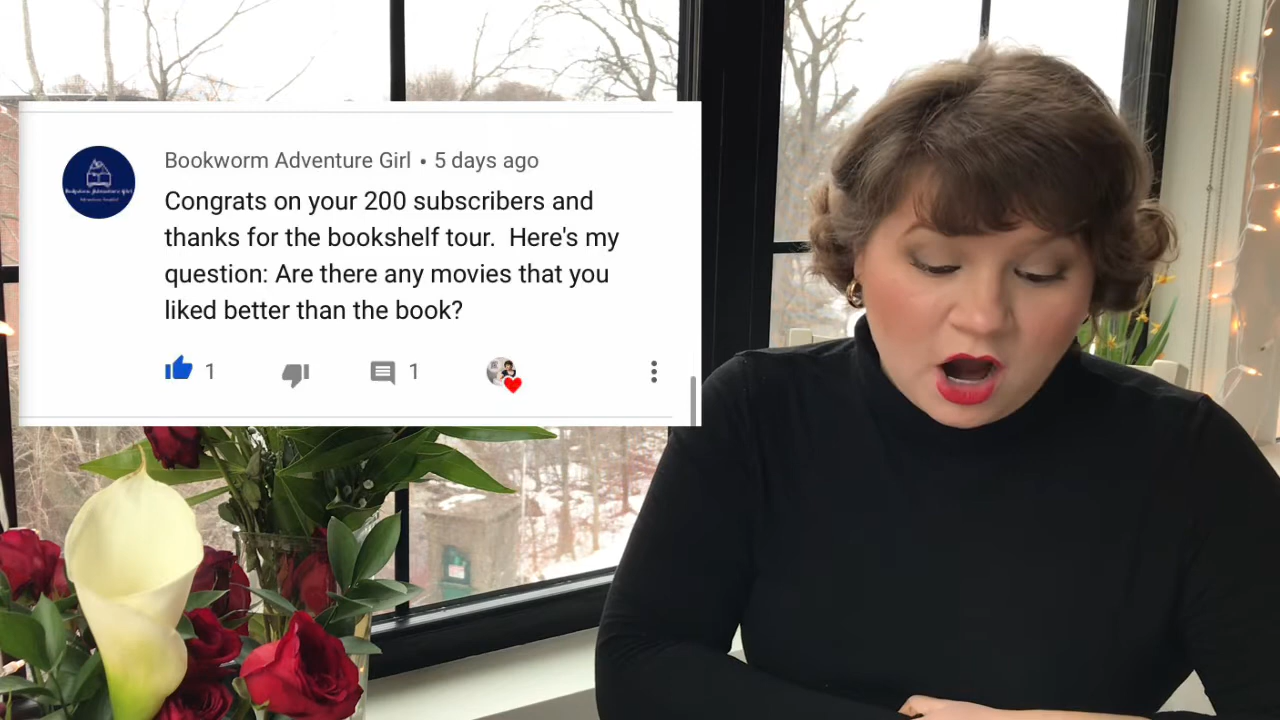 Bookworm Adventure Girl • 5 days ago
Congrats on your 200 subscribers and
thanks for the bookshelf tour. Here's my
question: Are there any movies that you
liked better than the book?
1
1